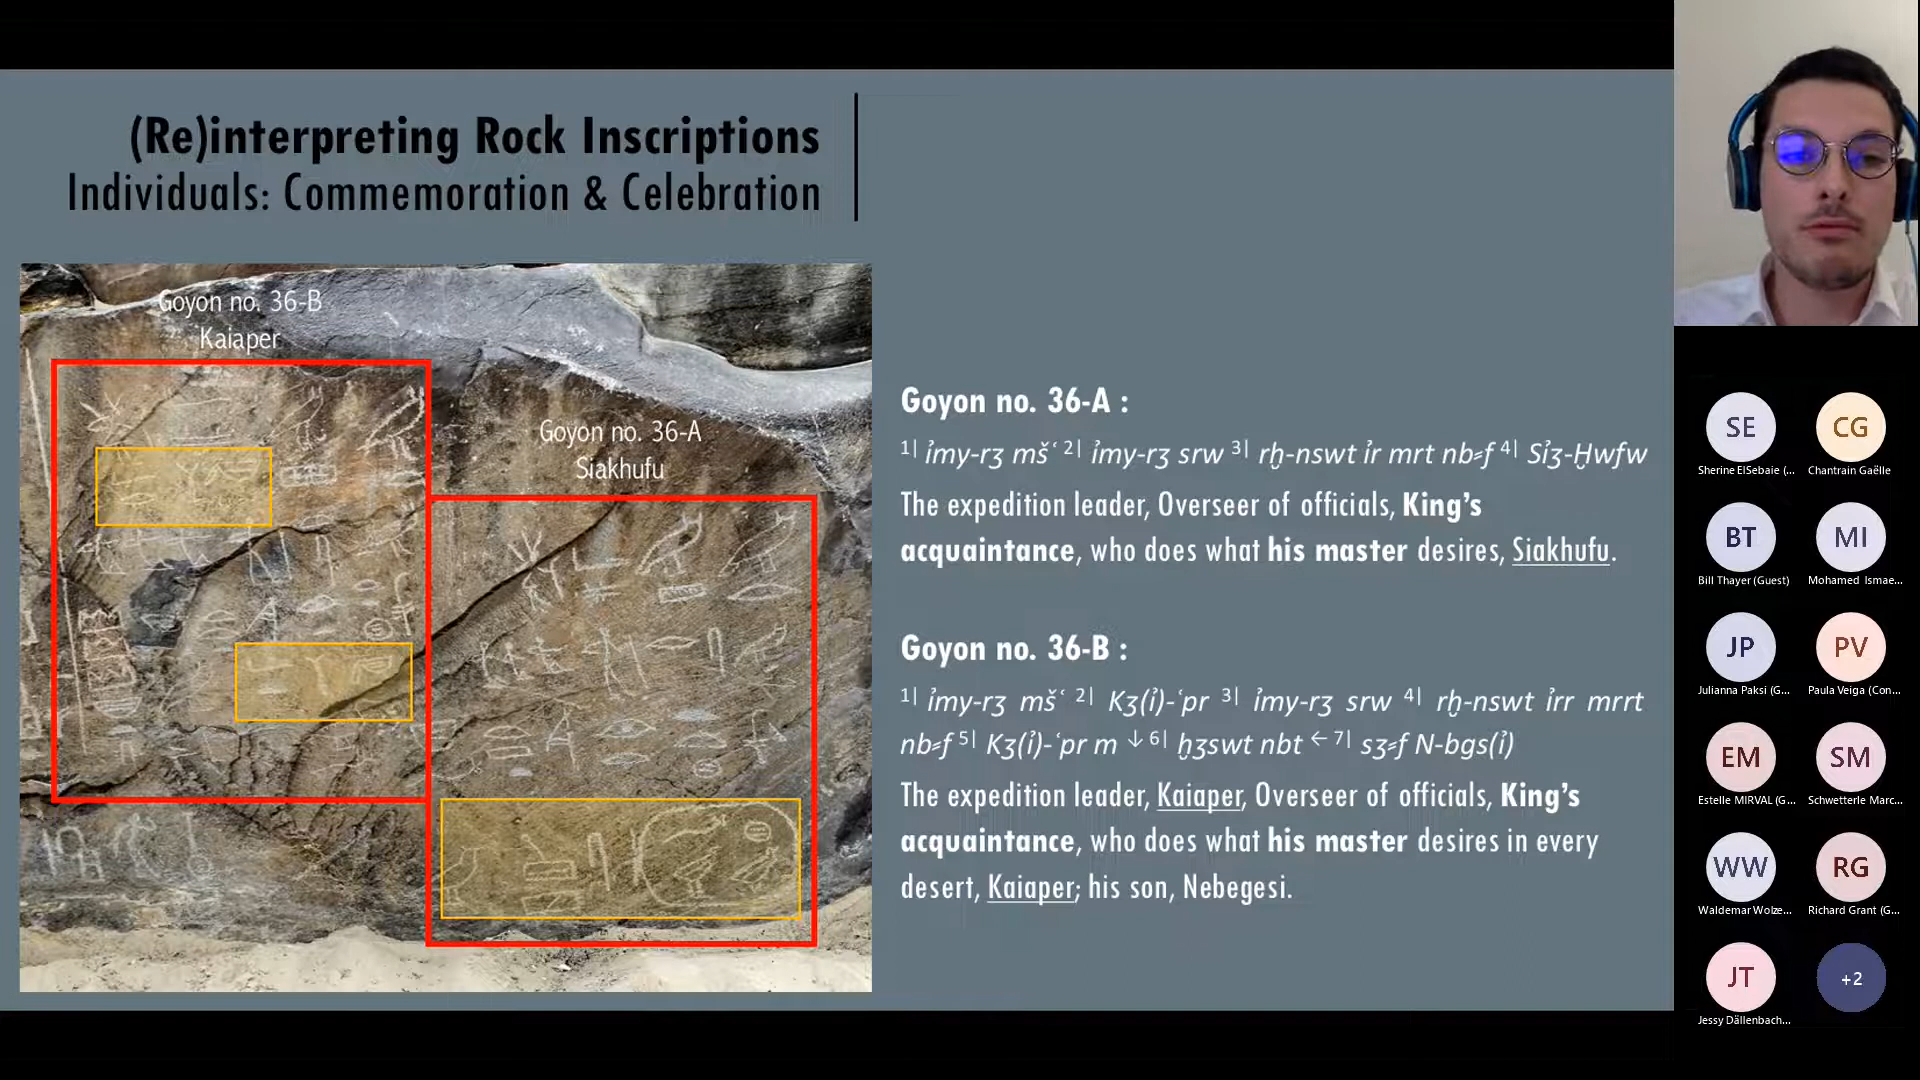 (Re)interpreting Rock Inscriptions
Individuals: Commemoration & Celebration
Goyon no. 36-B
Kaiaper
Goyon no. 36-A
Siakhufu
Goyon no. 36-A :
1| ỉmy-rꜣ mšʿ 2| ỉmy-rꜣ srw 3| rḫ-nswt ỉr mrt nb⸗f 4| Sỉꜣ-Ḫwfw
The expedition leader, Overseer of officials, King’s
acquaintance, who does what his master desires, Siakhufu.
Goyon no. 36-B :
1| ỉmy-rꜣ mšʿ 2| Kꜣ(ỉ)-ʿpr 3| ỉmy-rꜣ srw 4| rḫ-nswt ỉrr mrrt
nb⸗f 5| Kꜣ(ỉ)-ʿpr m ↓ 6| ḫꜣswt nbt ← 7| sꜣ⸗f N-bgs(ỉ)
The expedition leader, Kaiaper, Overseer of officials, King’s
acquaintance, who does what his master desires in every
desert, Kaiaper; his son, Nebegesi.
SE
Sherine ElSebaie (...
CG
Chantrain Gaëlle
BT
Bill Thayer (Guest)
MI
Mohamed Ismae...
JP
Julianna Paksi (G...
PV
Paula Veiga (Con...
EM
Estelle MIRVAL (G...
SM
Schwetterle Marc...
WW
Waldemar Wolze...
RG
Richard Grant (G...
JT
Jessy Dällenbach...
+2